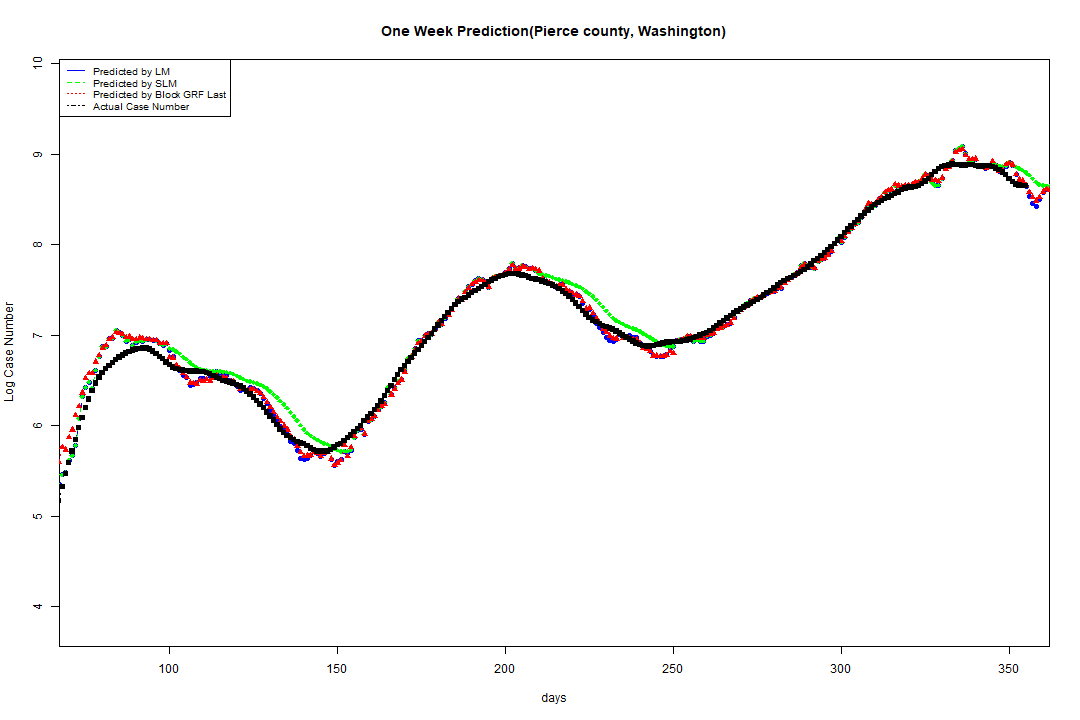 One Week Prediction(Pierce county, Washington)
Predicted by LM
Predicted by SLM
Predicted by Block GRF Last
Actual Case Number
Log Case Number
10
9
8
7
6
5
4
100 150 200 250 300 350
days